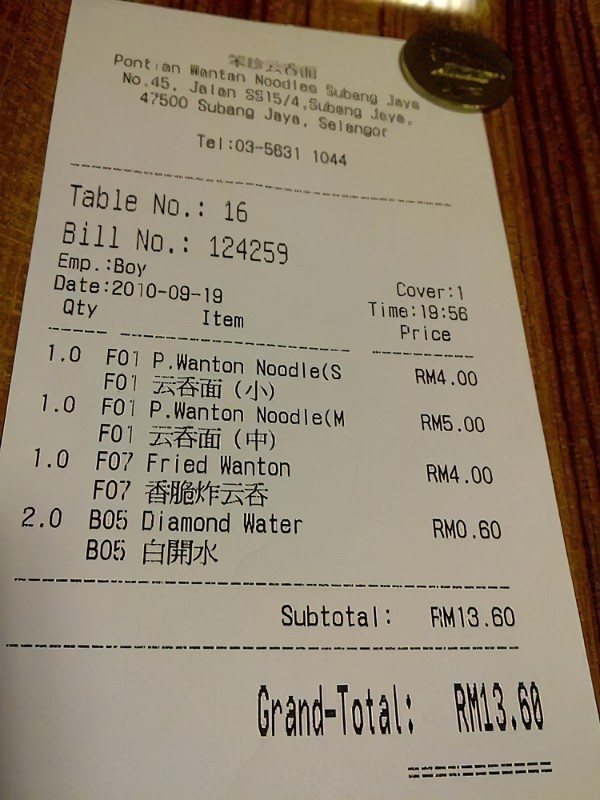 笨珍云吞面
Pontian Wantan Noodles Subang Jaya
No.45, Jalan SS15/4,Subang Jaya.
47500 Subang Jaya, Selangor
Tel:03-5631 1044
Table No.: 16
Bill No.: 124259
Emp.:Boy Cover:1
Date:2010-09-19 Time:19:56
Qty Item Price
1.0 F01 P.Wanton Noodle(S RM4.00
F01 云吞面 (小)
1.0 F01 P.Wanton Noodle(M RM5.00
F01 云吞面 (中)
1.0 F07 Fried Wanton RM4.00
F07 香脆炸云吞
2.0 B05 Diamond Water RM0.60
B05 白開水
Subtotal: RM13.60
Grand-Total: RM13.60